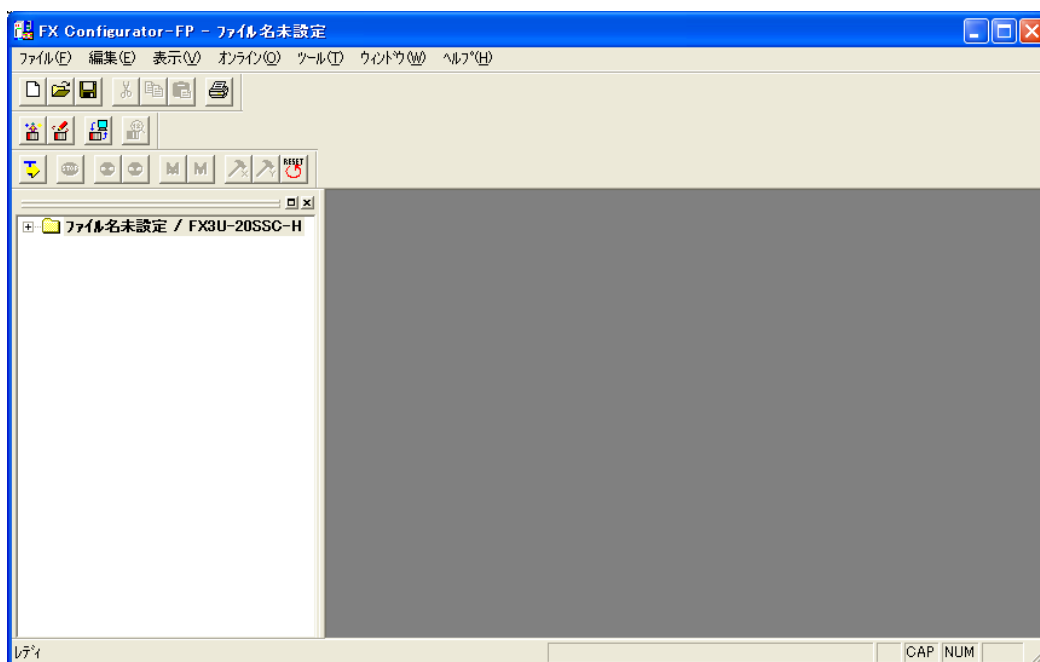 FX Configurator-FP - ﾌｧｲﾙ名未設定
ﾌｧｲﾙ(F) 編集(E) 表示(V) ｵﾝﾗｲﾝ(O) ﾂｰﾙ(T) ｳｨﾝﾄﾞｳ(W) ﾍﾙﾌﾟ(H)
STOP
RESET
ﾌｧｲﾙ名未設定 / FX3U-20SSC-H
ﾚﾃﾞｨ
CAP NUM